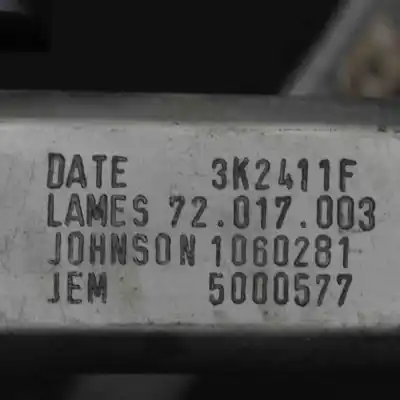 DATE 3K2411F
LAMES 72.017.003
JOHNSON 1060281
JEM 5000577